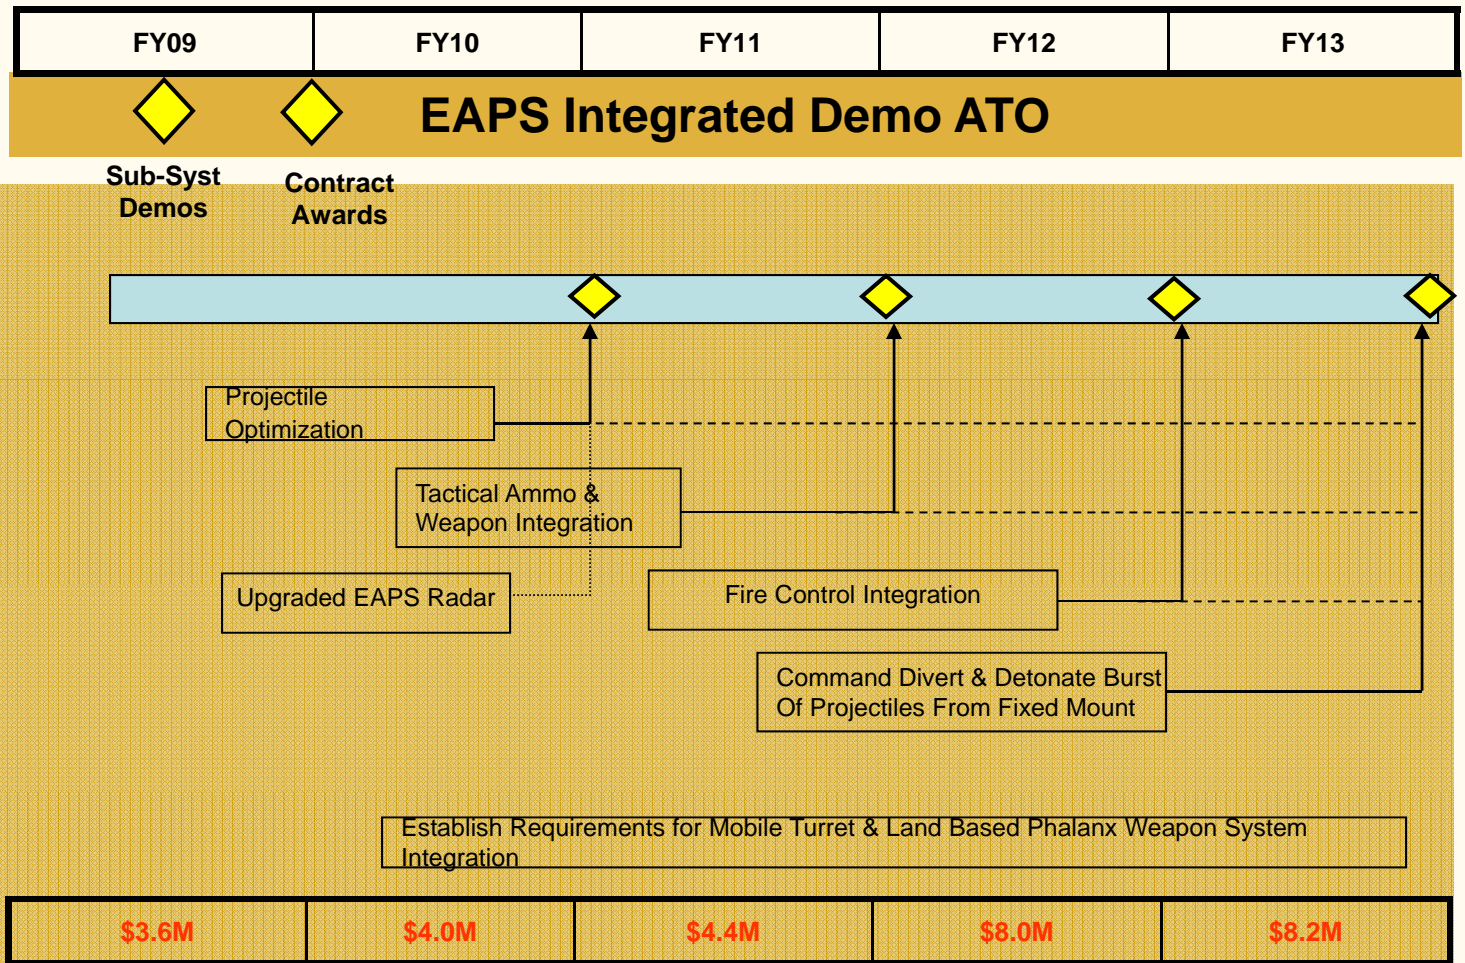 FY09
FY10
FY11
FY12
FY13
EAPS Integrated Demo ATO
Sub-Syst
Demos
Contract
Awards
Projectile
Optimization
Tactical Ammo &
Weapon Integration
Upgraded EAPS Radar
Fire Control Integration
Command Divert & Detonate Burst
Of Projectiles From Fixed Mount
Establish Requirements for Mobile Turret & Land Based Phalanx Weapon System
Integration
$3.6M
$4.0M
$4.4M
$8.0M
$8.2M